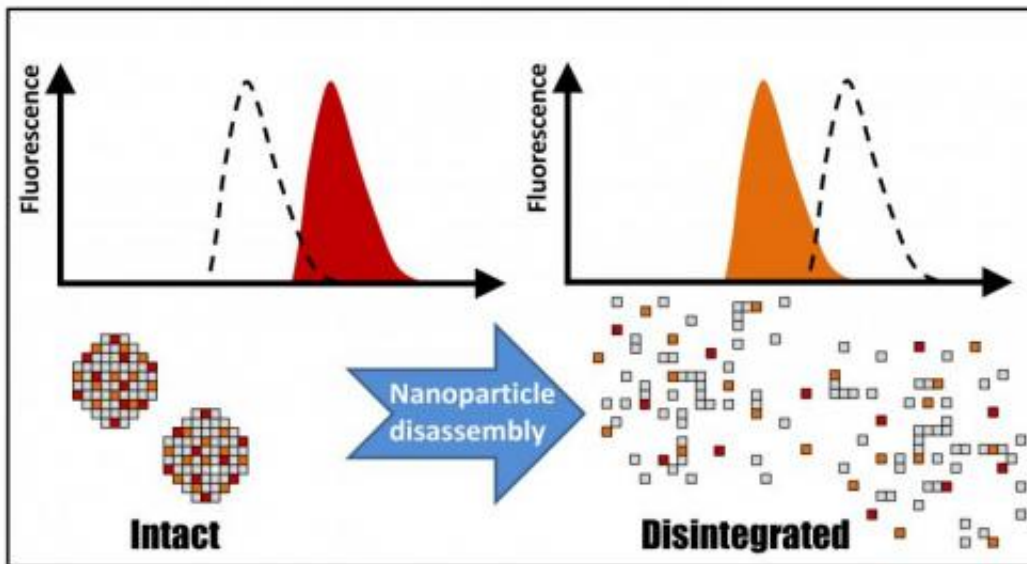 Fluorescence
Fluorescence
Nanoparticle
disassembly
Intact
Disintegrated